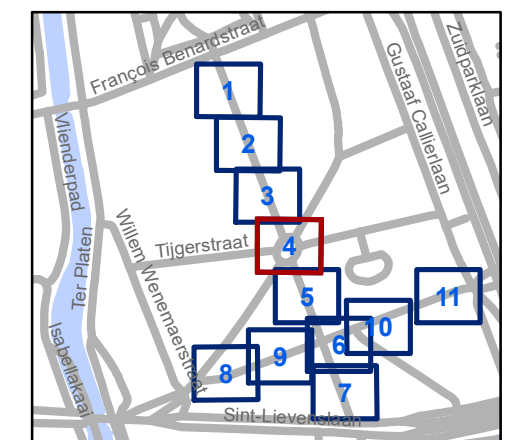 François Benardstraat
Zuidparklaan
Gustaaf Callierlaan
1
2
3
4
5
6
7
8
9
10
11
Vlienderpad
Ter Platen
Willem Wenemaerstraat
Tijgerstraat
Isabellakaai
Sint-Lievenslaan